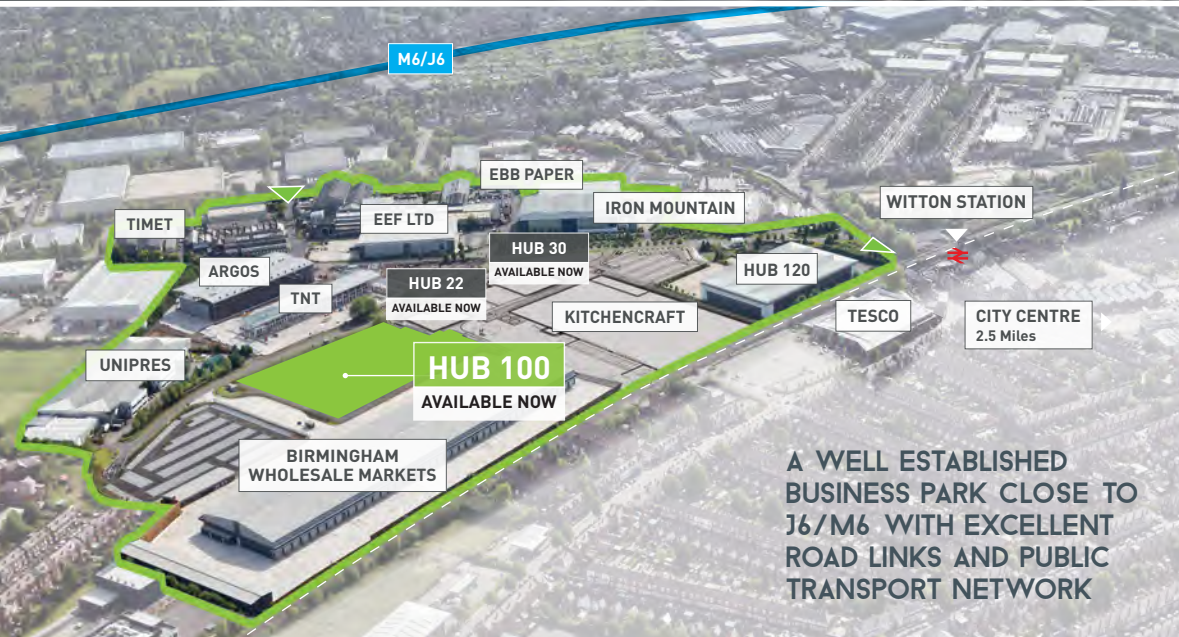 M6/J6
EBB PAPER
IRON MOUNTAIN
WITTON STATION
TIMET
EEF LTD
HUB 30
AVAILABLE NOW
ARGOS
HUB 22
AVAILABLE NOW
HUB 120
TNT
KITCHENCRAFT
TESCO
CITY CENTRE
2.5 Miles
UNIPRES
HUB 100
AVAILABLE NOW
BIRMINGHAM
WHOLESALE MARKETS
A WELL ESTABLISHED
BUSINESS PARK CLOSE TO
J6/M6 WITH EXCELLENT
ROAD LINKS AND PUBLIC
TRANSPORT NETWORK